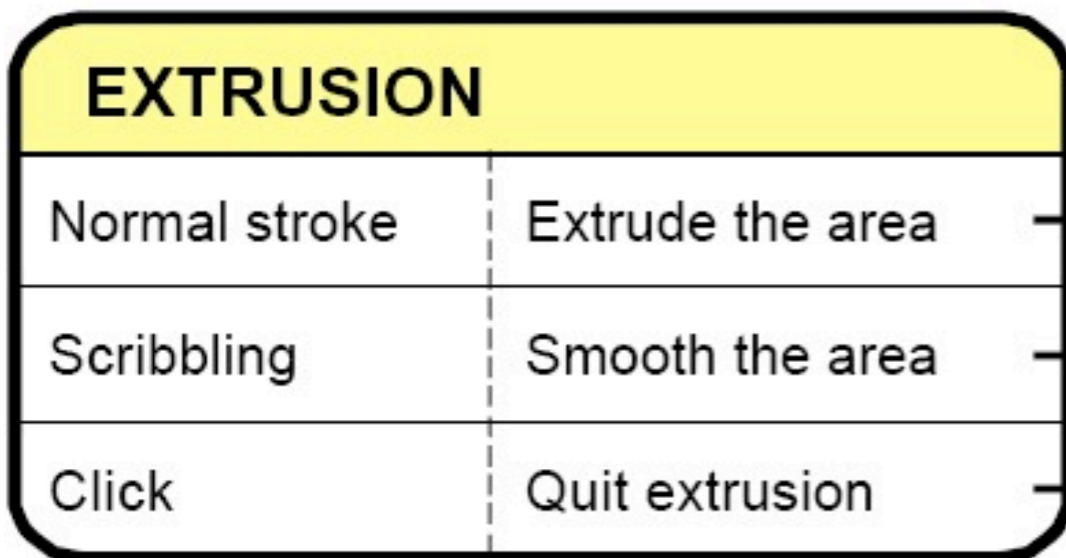 EXTRUSION
Normal stroke Extrude the area
Scribbling Smooth the area
Click Quit extrusion